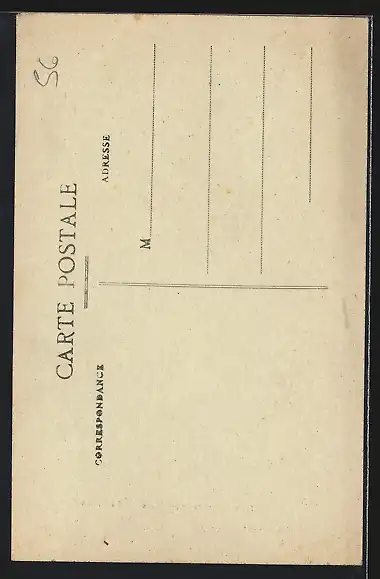 56
CARTE POSTALE
CORRESPONDANCE
ADRESSE
M